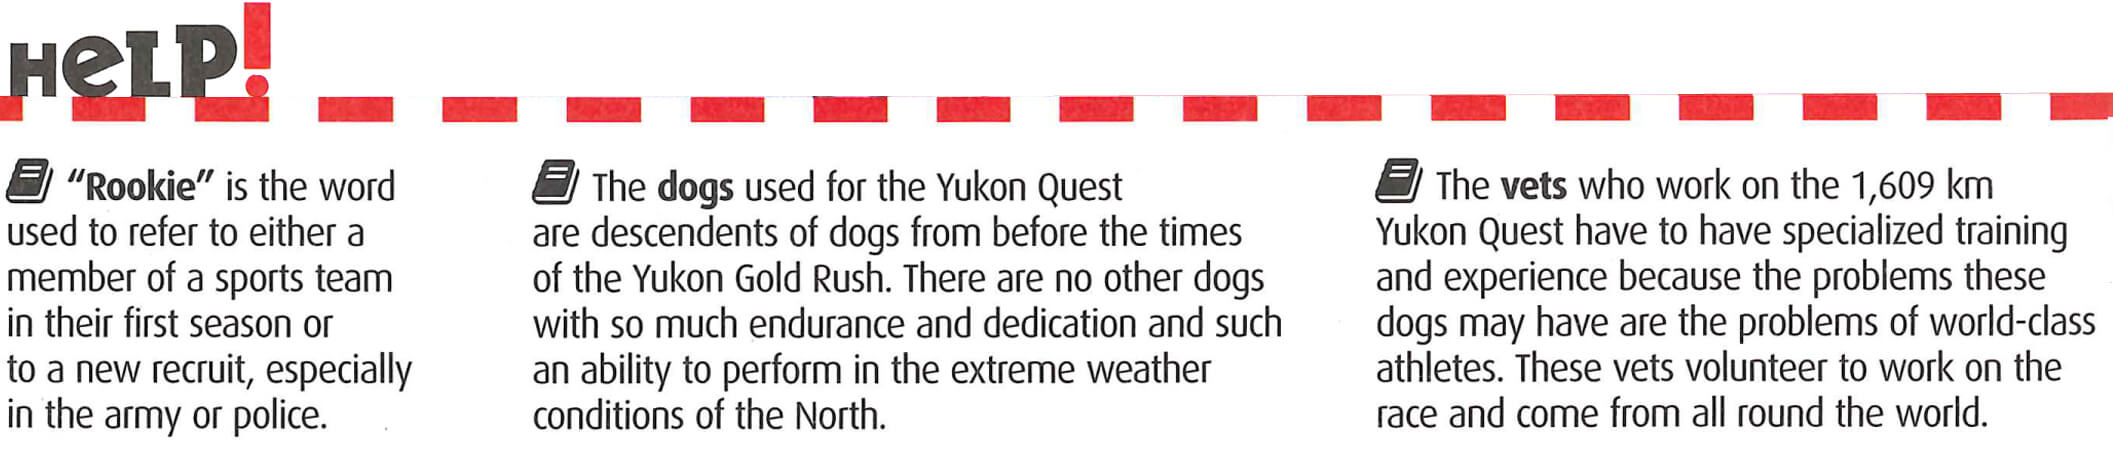 HeLP!
"Rookie" is the word
used to refer to either a
member of a sports team
in their first season or
to a new recruit, especially
in the army or police.
The dogs used for the Yukon Quest
are descendents of dogs from before the times
of the Yukon Gold Rush. There are no other dogs
with so much endurance and dedication and such
an ability to perform in the extreme weather
conditions of the North.
The vets who work on the 1,609 km
Yukon Quest have to have specialized training
and experience because the problems these
dogs may have are the problems of world-class
athletes. These vets volunteer to work on the
race and come from all round the world.